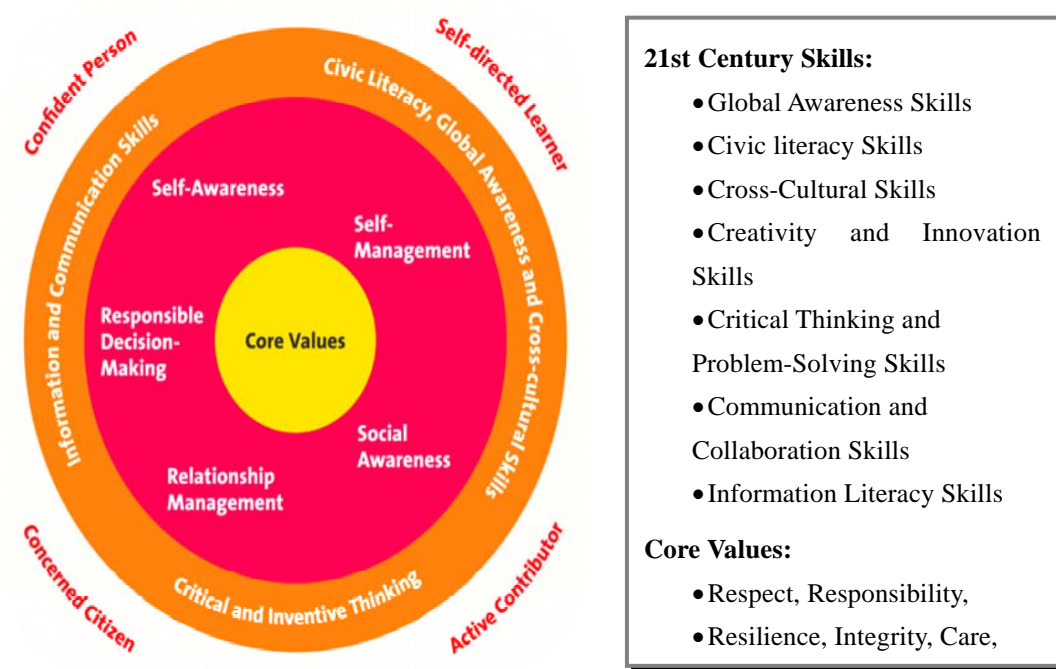 Confident Person
Self-directed Learner
Civic Literacy, Global Awareness and Cross-cultural Skills
Information and Communication Skills
Self-Awareness
Self-
Management
Responsible
Decision-
Making
Core Values
Social
Awareness
Relationship
Management
Critical and Inventive Thinking
Concerned Citizen
Active Contributor
21st Century Skills:
•Global Awareness Skills
•Civic literacy Skills
•Cross-Cultural Skills
•Creativity and Innovation
Skills
•Critical Thinking and
Problem-Solving Skills
•Communication and
Collaboration Skills
•Information Literacy Skills
Core Values:
•Respect, Responsibility,
•Resilience, Integrity, Care,